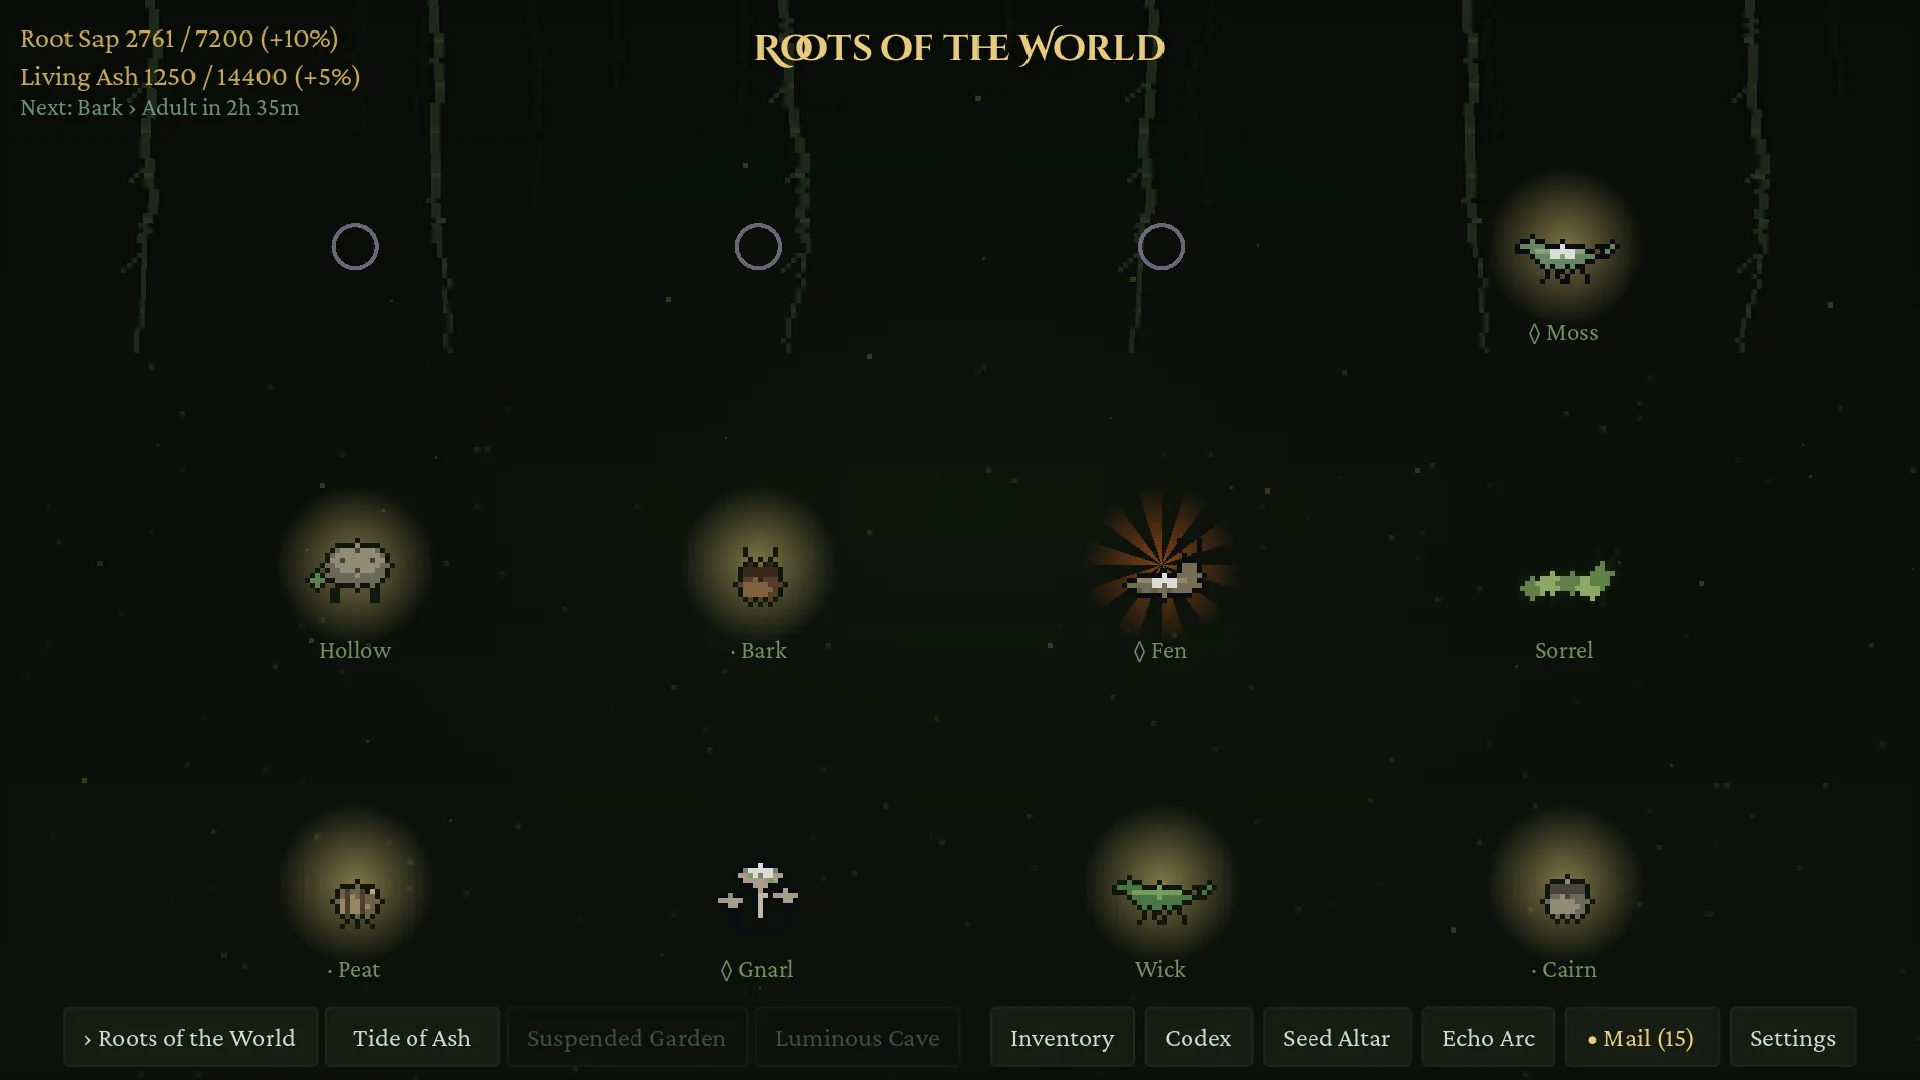 Root Sap 2761 / 7200 (+10%)
Living Ash 1250 / 14400 (+5%)
Next: Bark › Adult in 2h 35m
ROOTS OF THE WORLD
◊ Moss
Hollow
· Bark
◊ Fen
Sorrel
· Peat
◊ Gnarl
Wick
· Cairn
› Roots of the World
Tide of Ash
Suspended Garden
Luminous Cave
Inventory
Codex
Seed Altar
Echo Arc
• Mail (15)
Settings